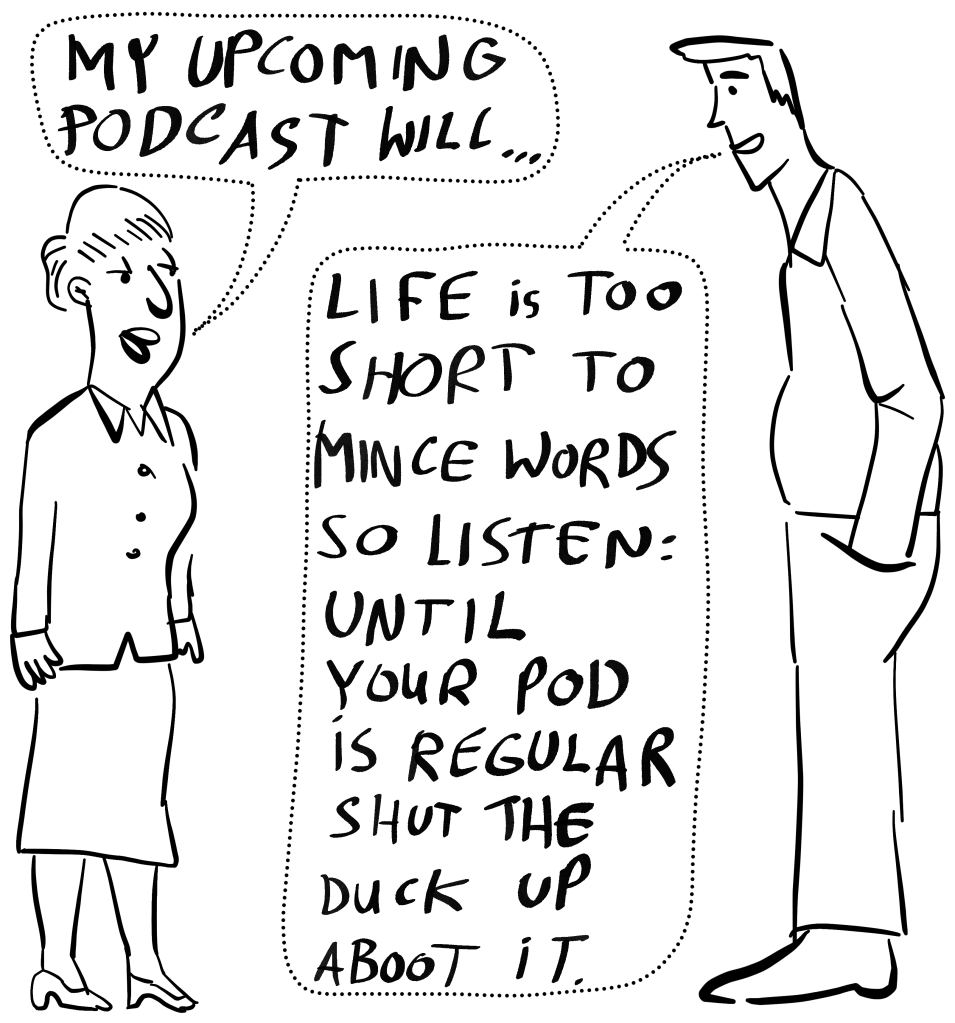 MY UPCOMING
PODCAST WILL...
LIFE is TOO
SHORT TO
MINCE WORDS
SO LISTEN:
UNTIL
YOUR POD
iS REGULAR
SHUT THE
DUCK UP
ABOOT iT.